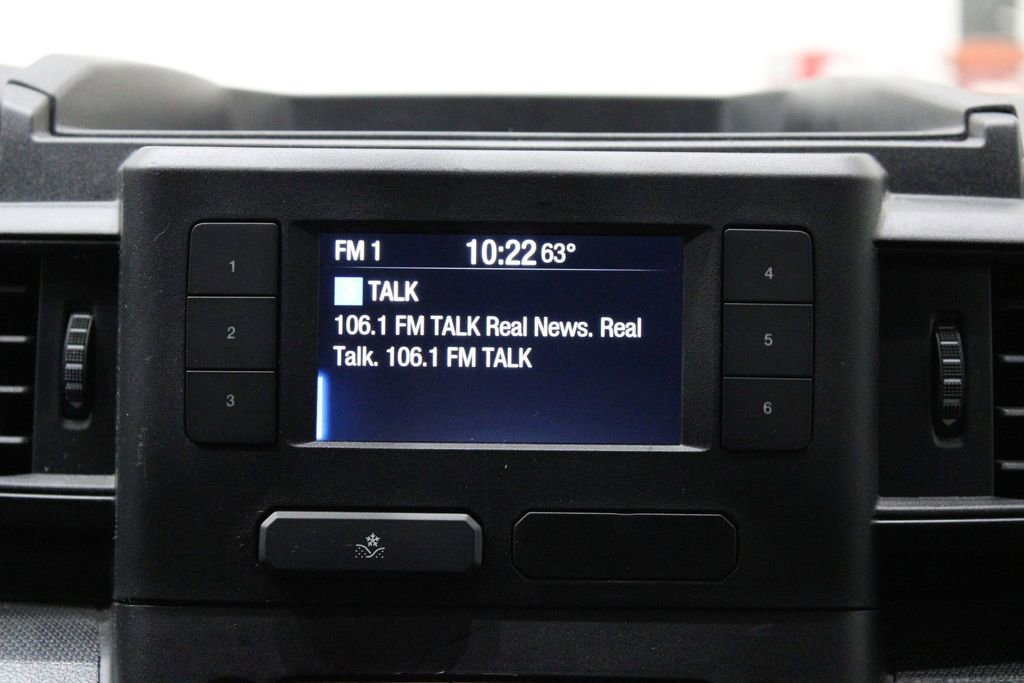 FM 1 10:22 63°
TALK
106.1 FM TALK Real News. Real
Talk. 106.1 FM TALK
1
2
3
4
5
6